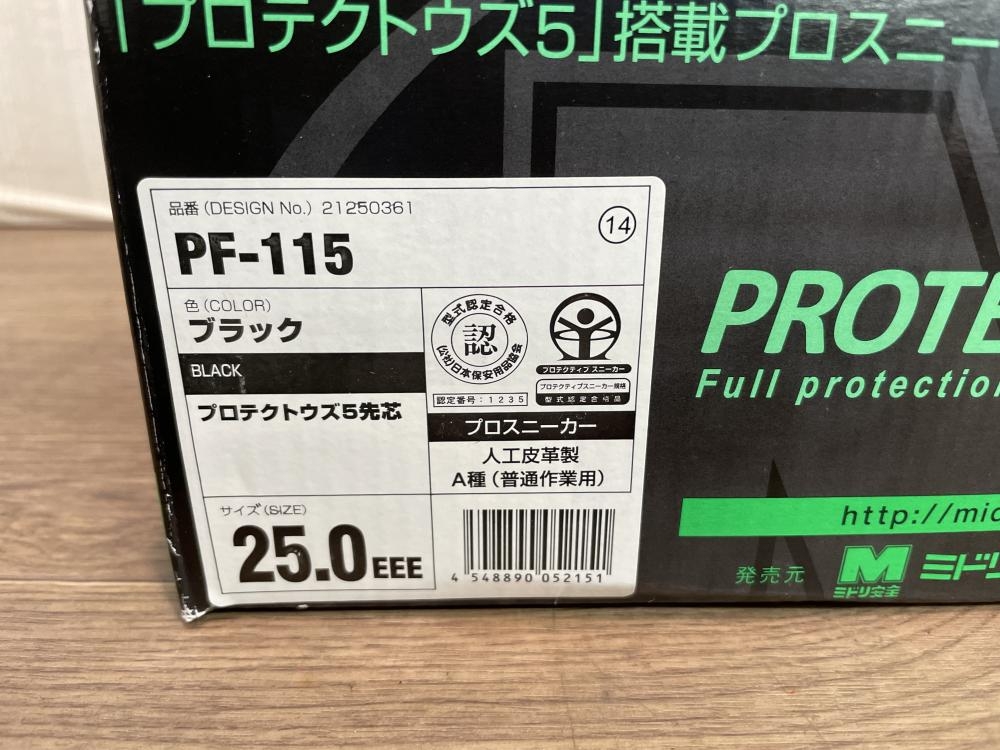 「プロテクトウズ5」搭載プロスニー
品番(DESIGN No.) 21250361
14
PF-115
色(COLOR)
ブラック
BLACK
プロテクトウズ5先芯
型式認定合格
認
(公社)日本保安用品協会
認定番号:1235
プロテクティブ スニーカー
プロテクティブスニーカー規格
型式認定合格品
プロスニーカー
人工皮革製
A種(普通作業用)
サイズ(SIZE)
25.0EEE
4 548890 052151
PROTE
Full protection
http://mid
発売元
M
ミドリ安全
ミドリ